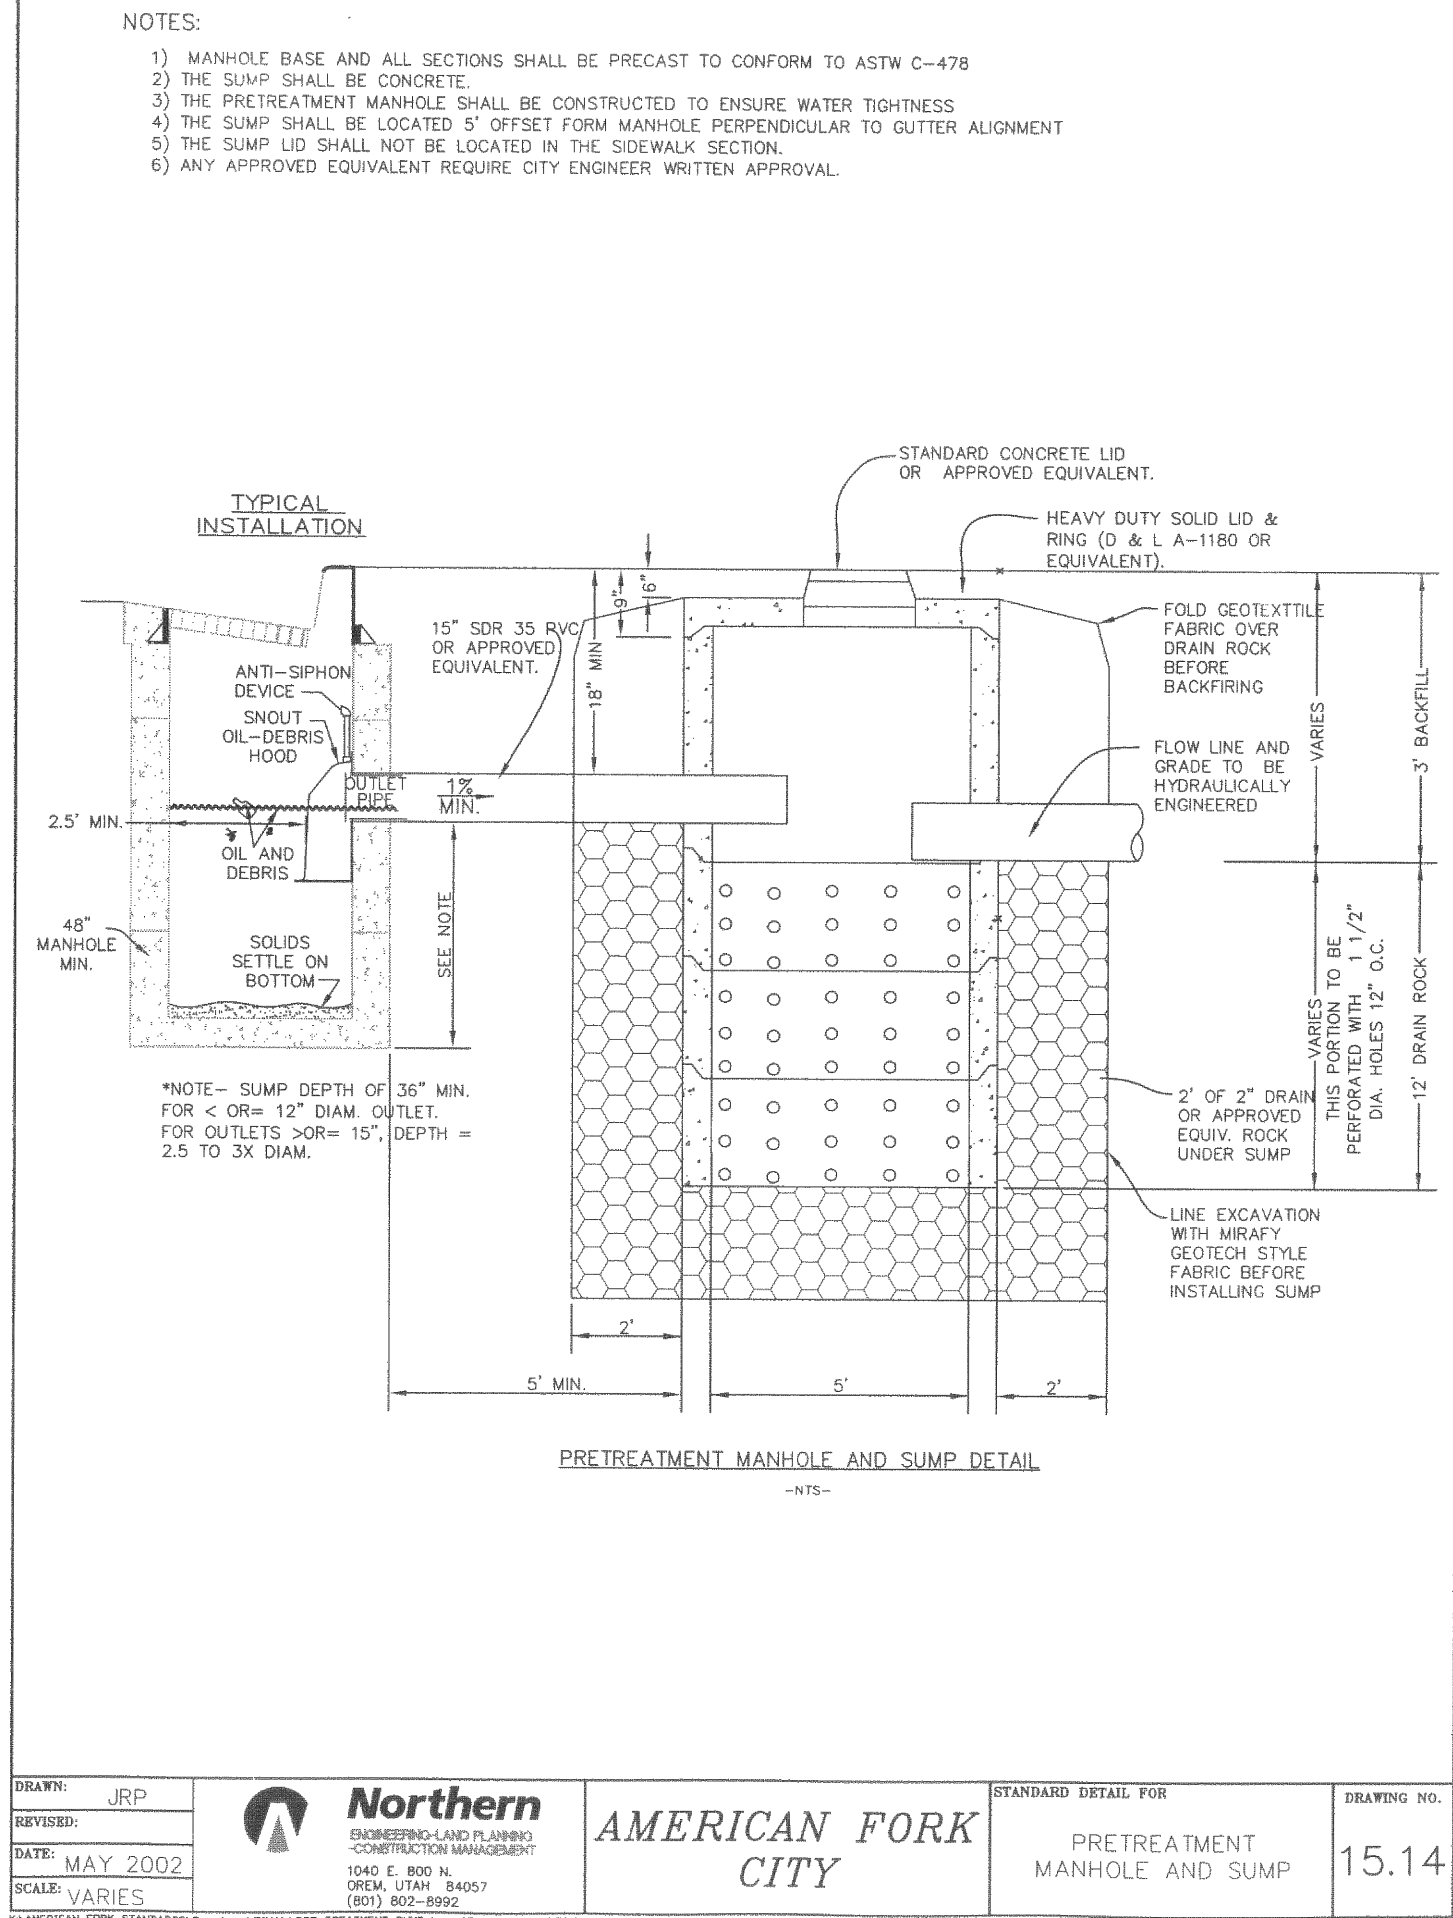 NOTES:
1) MANHOLE BASE AND ALL SECTIONS SHALL BE PRECAST TO CONFORM TO ASTW C-478
2) THE SUMP SHALL BE CONCRETE.
3) THE PRETREATMENT MANHOLE SHALL BE CONSTRUCTED TO ENSURE WATER TIGHTNESS
4) THE SUMP SHALL BE LOCATED 5' OFFSET FORM MANHOLE PERPENDICULAR TO GUTTER ALIGNMENT
5) THE SUMP LID SHALL NOT BE LOCATED IN THE SIDEWALK SECTION.
6) ANY APPROVED EQUIVALENT REQUIRE CITY ENGINEER WRITTEN APPROVAL.
STANDARD CONCRETE LID
OR APPROVED EQUIVALENT.
TYPICAL
INSTALLATION
HEAVY DUTY SOLID LID &
RING (D & L A-1180 OR
EQUIVALENT).
6"
9"
18" MIN
15" SDR 35 PVC
OR APPROVED
EQUIVALENT.
FOLD GEOTEXTTILE
FABRIC OVER
DRAIN ROCK
BEFORE
BACKFIRING
ANTI-SIPHON
DEVICE
SNOUT
OIL-DEBRIS
HOOD
VARIES
3' BACKFILL
FLOW LINE AND
GRADE TO BE
HYDRAULICALLY
ENGINEERED
OUTLET
PIPE
1%
MIN.
2.5' MIN.
OIL AND
DEBRIS
SEE NOTE
48"
MANHOLE
MIN.
SOLIDS
SETTLE ON
BOTTOM
VARIES
THIS PORTION TO BE
PERFORATED WITH 1 1/2"
DIA. HOLES 12" O.C.
12' DRAIN ROCK
*NOTE- SUMP DEPTH OF 36" MIN.
FOR < OR= 12" DIAM. OUTLET.
FOR OUTLETS >OR= 15", DEPTH =
2.5 TO 3X DIAM.
2' OF 2" DRAIN
OR APPROVED
EQUIV. ROCK
UNDER SUMP
LINE EXCAVATION
WITH MIRAFY
GEOTECH STYLE
FABRIC BEFORE
INSTALLING SUMP
2'
5' MIN.
5'
2'
PRETREATMENT MANHOLE AND SUMP DETAIL
-NTS-
DRAWN: JRP
REVISED:
DATE: MAY 2002
SCALE: VARIES
Northern
ENGINEERING-LAND PLANNING
-CONSTRUCTION MANAGEMENT
1040 E. 800 N.
OREM, UTAH 84057
(801) 802-8992
AMERICAN FORK
CITY
STANDARD DETAIL FOR
PRETREATMENT
MANHOLE AND SUMP
DRAWING NO.
15.14